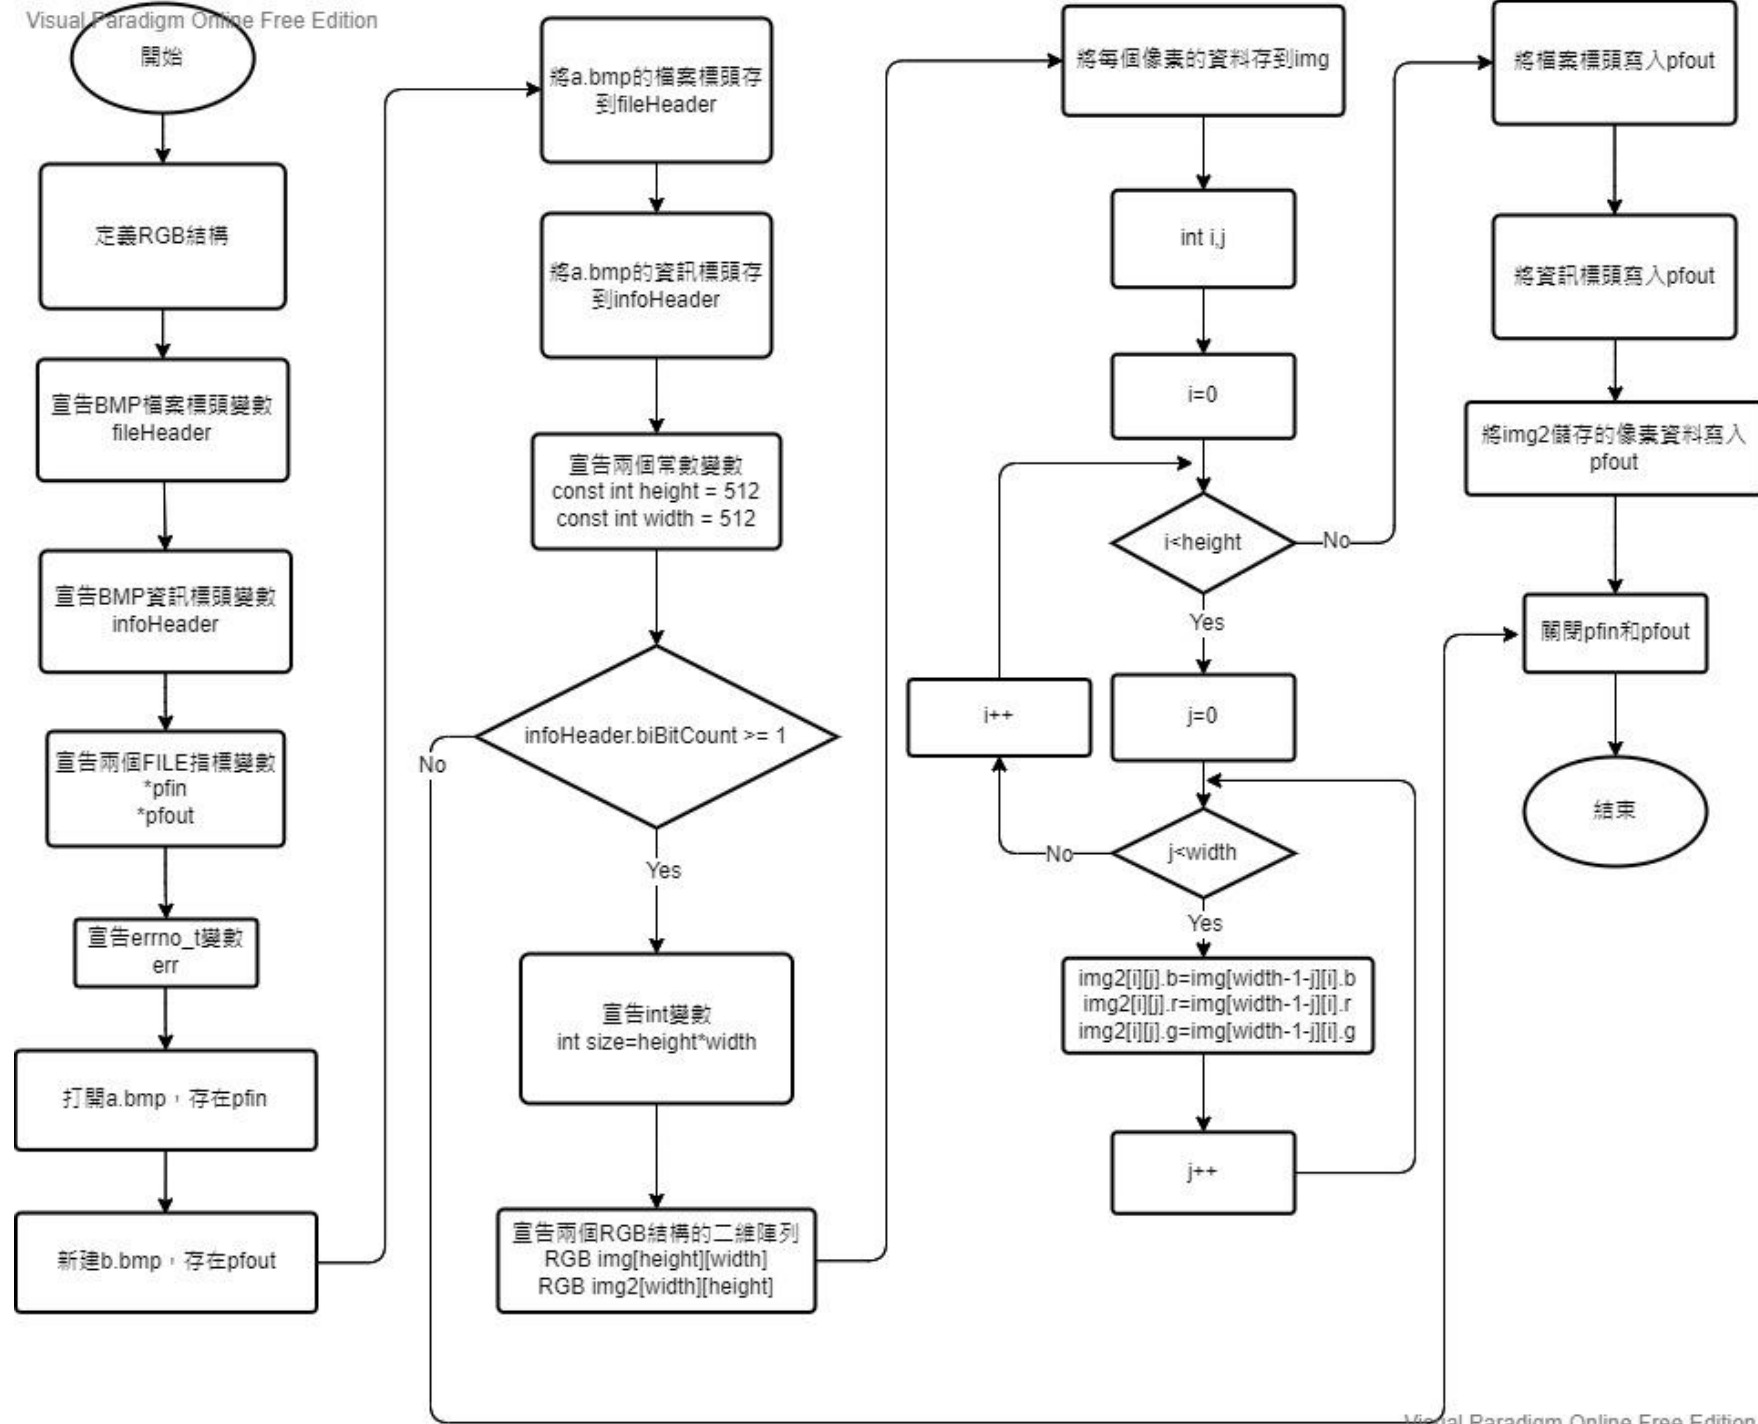 Visual Paradigm Online Free Edition
開始
定義RGB結構
宣告BMP檔案標頭變數
fileHeader
宣告BMP資訊標頭變數
infoHeader
宣告兩個FILE指標變數
*pfin
*pfout
宣告errno_t變數
err
打開a.bmp，存在pfin
新建b.bmp，存在pfout
將a.bmp的檔案標頭存
到fileHeader
將a.bmp的資訊標頭存
到infoHeader
宣告兩個常數變數
const int height = 512
const int width = 512
infoHeader.biBitCount >= 1
No
Yes
宣告int變數
int size=height*width
宣告兩個RGB結構的二維陣列
RGB img[height][width]
RGB img2[width][height]
將每個像素的資料存到img
int i,j
i=0
i<height
No
Yes
i++
j=0
j<width
No
Yes
img2[i][j].b=img[width-1-j][i].b
img2[i][j].r=img[width-1-j][i].r
img2[i][j].g=img[width-1-j][i].g
j++
將檔案標頭寫入pfout
將資訊標頭寫入pfout
將img2儲存的像素資料寫入
pfout
關閉pfin和pfout
結束
Visual Paradigm Online Free Edition